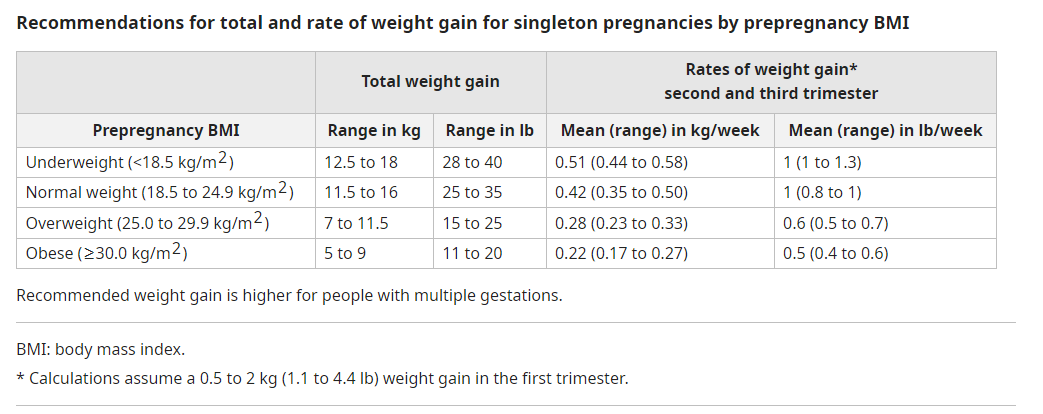 Recommendations for total and rate of weight gain for singleton pregnancies by prepregnancy BMI
Total weight gain
Rates of weight gain*
second and third trimester
Prepregnancy BMI Range in kg Range in lb Mean (range) in kg/week Mean (range) in lb/week
Underweight (<18.5 kg/m2) 12.5 to 18 28 to 40 0.51 (0.44 to 0.58) 1 (1 to 1.3)
Normal weight (18.5 to 24.9 kg/m2) 11.5 to 16 25 to 35 0.42 (0.35 to 0.50) 1 (0.8 to 1)
Overweight (25.0 to 29.9 kg/m2) 7 to 11.5 15 to 25 0.28 (0.23 to 0.33) 0.6 (0.5 to 0.7)
Obese (≥30.0 kg/m2) 5 to 9 11 to 20 0.22 (0.17 to 0.27) 0.5 (0.4 to 0.6)
Recommended weight gain is higher for people with multiple gestations.
BMI: body mass index.
* Calculations assume a 0.5 to 2 kg (1.1 to 4.4 lb) weight gain in the first trimester.